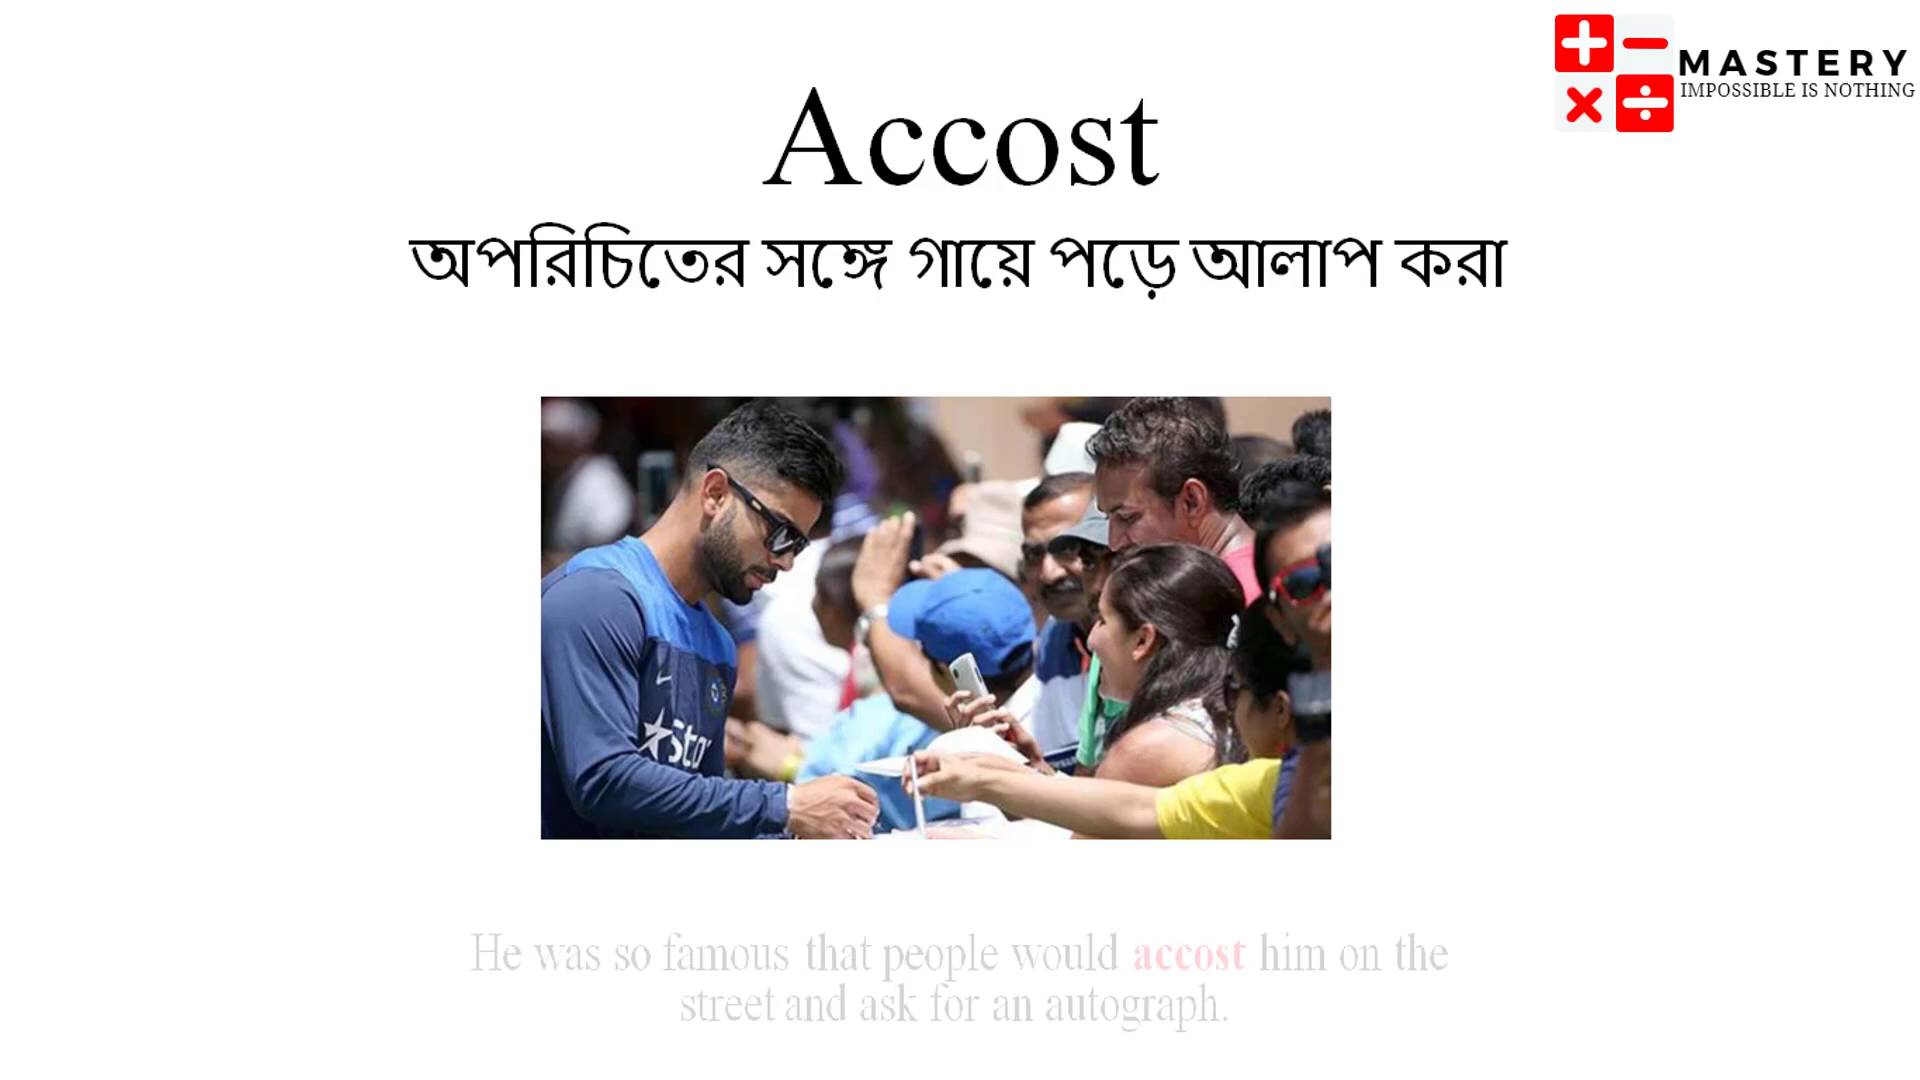 MASTERY
IMPOSSIBLE IS NOTHING
Accost
অপরিচিতের সঙ্গে গায়ে পড়ে আলাপ করা
Star
He was so famous that people would accost him on the
street and ask for an autograph.